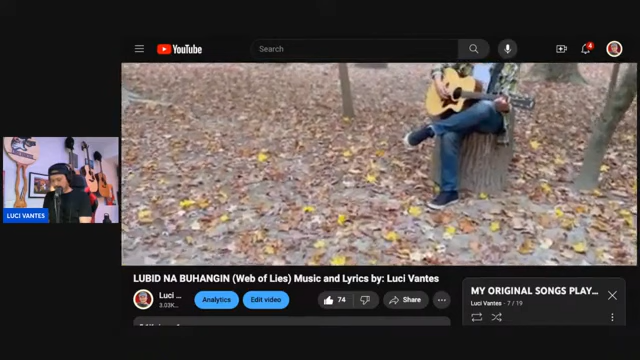 YouTube
Search
4
LUCI VANTES
LUBID NA BUHANGIN (Web of Lies) Music and Lyrics by: Luci Vantes
Luci ...
3.03K...
Analytics
Edit video
74
Share
MY ORIGINAL SONGS PLAY...
Luci Vantes - 7 / 19